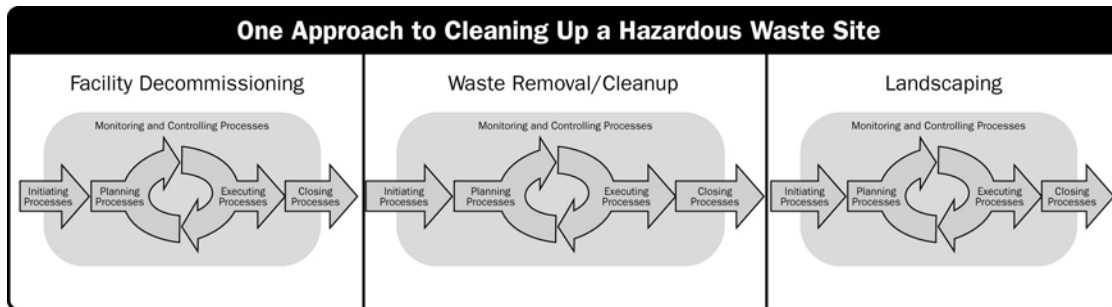 One Approach to Cleaning Up a Hazardous Waste Site
Facility Decommissioning
Monitoring and Controlling Processes
Initiating
Processes
Planning
Processes
Executing
Processes
Closing
Processes
Waste Removal/Cleanup
Monitoring and Controlling Processes
Initiating
Processes
Planning
Processes
Executing
Processes
Closing
Processes
Landscaping
Monitoring and Controlling Processes
Initiating
Processes
Planning
Processes
Executing
Processes
Closing
Processes